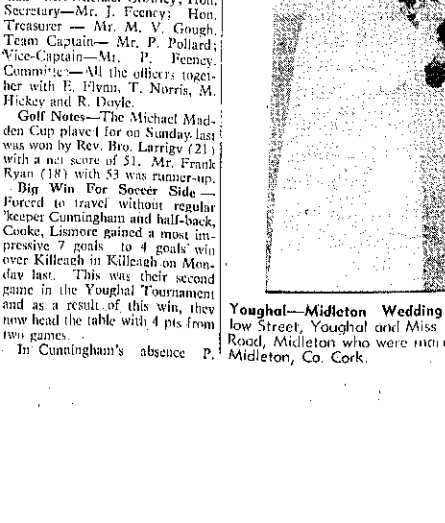 Secretary—Mr. J. Feeney; Hon.
Treasurer — Mr. M. V. Gough.
Team Captain— Mr. P. Pollard;
Vice-Captain—Mr. P. Feeney.
Committee—All the officers toget-
her with E. Flynn, T. Norris, M.
Hickey and R. Doyle.
Golf Notes—The Michael Mad-
den Cup played for on Sunday last
was won by Rev. Bro. Larrigy (21)
with a net score of 51. Mr. Frank
Ryan (18) with 53 was runner-up.
Big Win For Soccer Side —
Forced to travel without regular
'keeper Cunningham and half-back,
Cooke, Lismore gained a most im-
pressive 7 goals to 4 goals' win
over Killeagh in Killeagh on Mon-
day last. This was their second
game in the Youghal Tournament
and as a result of this win, they
now head the table with 4 pts from
two games.
In Cunningham's absence P.
Youghal—Midleton Wedding
low Street, Youghal and Miss
Road, Midleton who were
Midleton, Co. Cork.